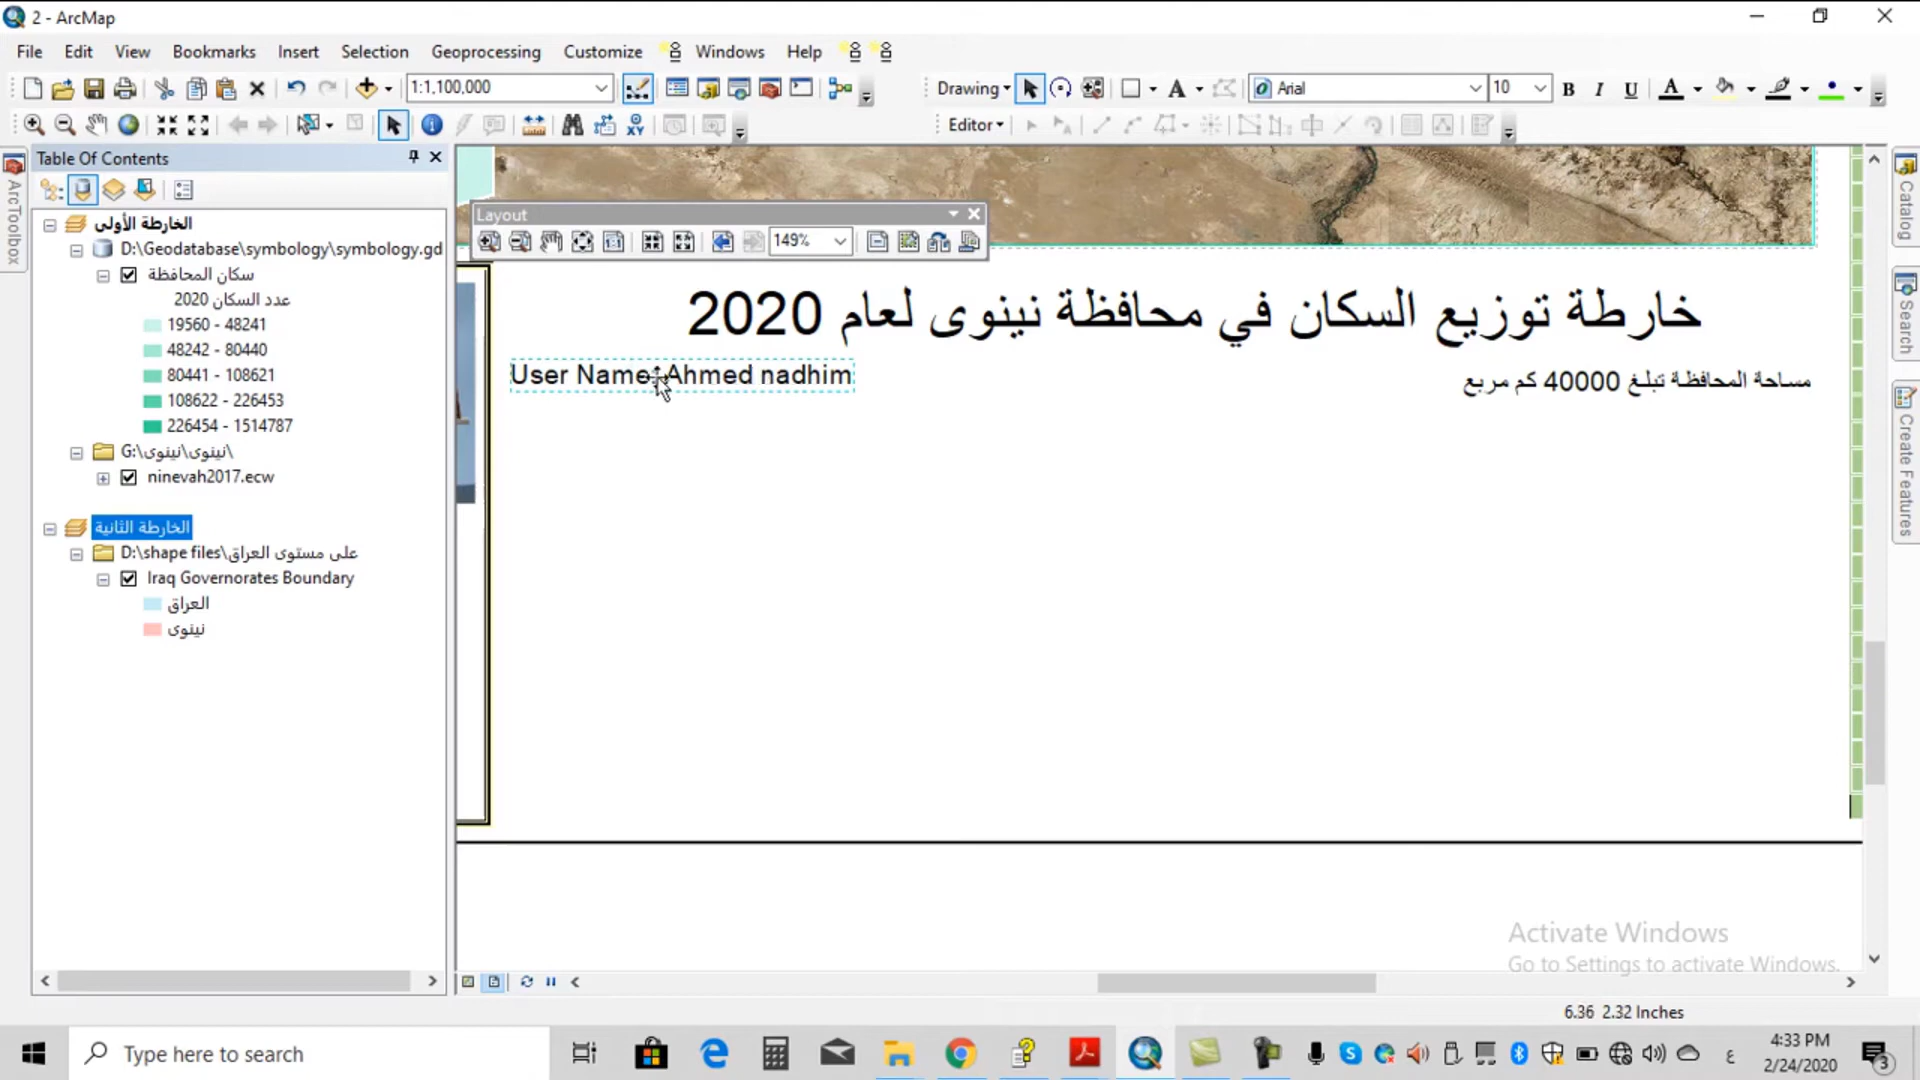 2 - ArcMap
File Edit View Bookmarks Insert Selection Geoprocessing Customize Windows Help
1:1,100,000
Drawing Arial 10 B I U A
Editor
Table Of Contents
ArcToolbox
Layout
149%
الخارطة الأولى
D:\Geodatabase\symbology\symbology.gd
سكان المحافظة
عدد السكان 2020
19560 - 48241
48242 - 80440
80441 - 108621
108622 - 226453
226454 - 1514787
G:\نينوى\نينوى\
ninevah2017.ecw
الخارطة الثانية
D:\shape files\على مستوى العراق
Iraq Governorates Boundary
العراق
نينوى
خارطة توزيع السكان في محافظة نينوى لعام 2020
User Name: Ahmed nadhim
مساحة المحافظة تبلغ 40000 كم مربع
Catalog
Search
Create Features
Activate Windows
Go to Settings to activate Windows.
6.36 2.32 Inches
Type here to search
ع
4:33 PM
2/24/2020
3